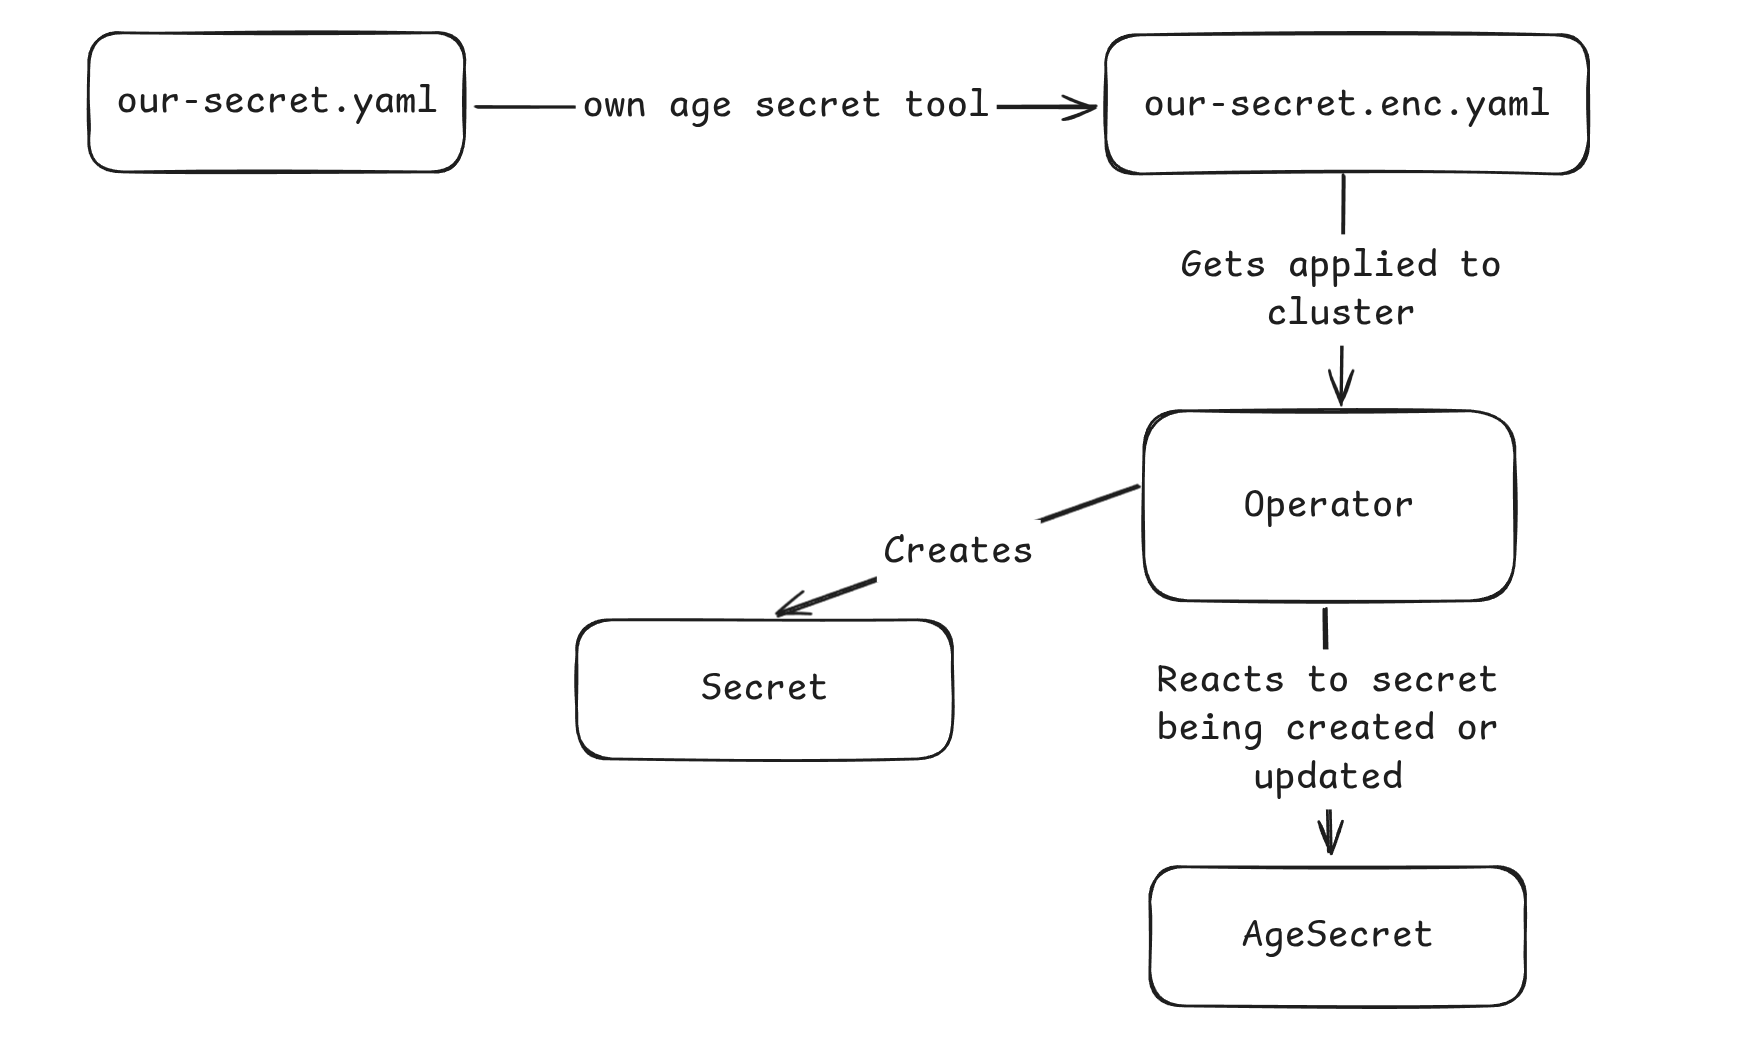 our-secret.yaml
own age secret tool
our-secret.enc.yaml
Gets applied to
cluster
Operator
Creates
Secret
Reacts to secret
being created or
updated
AgeSecret